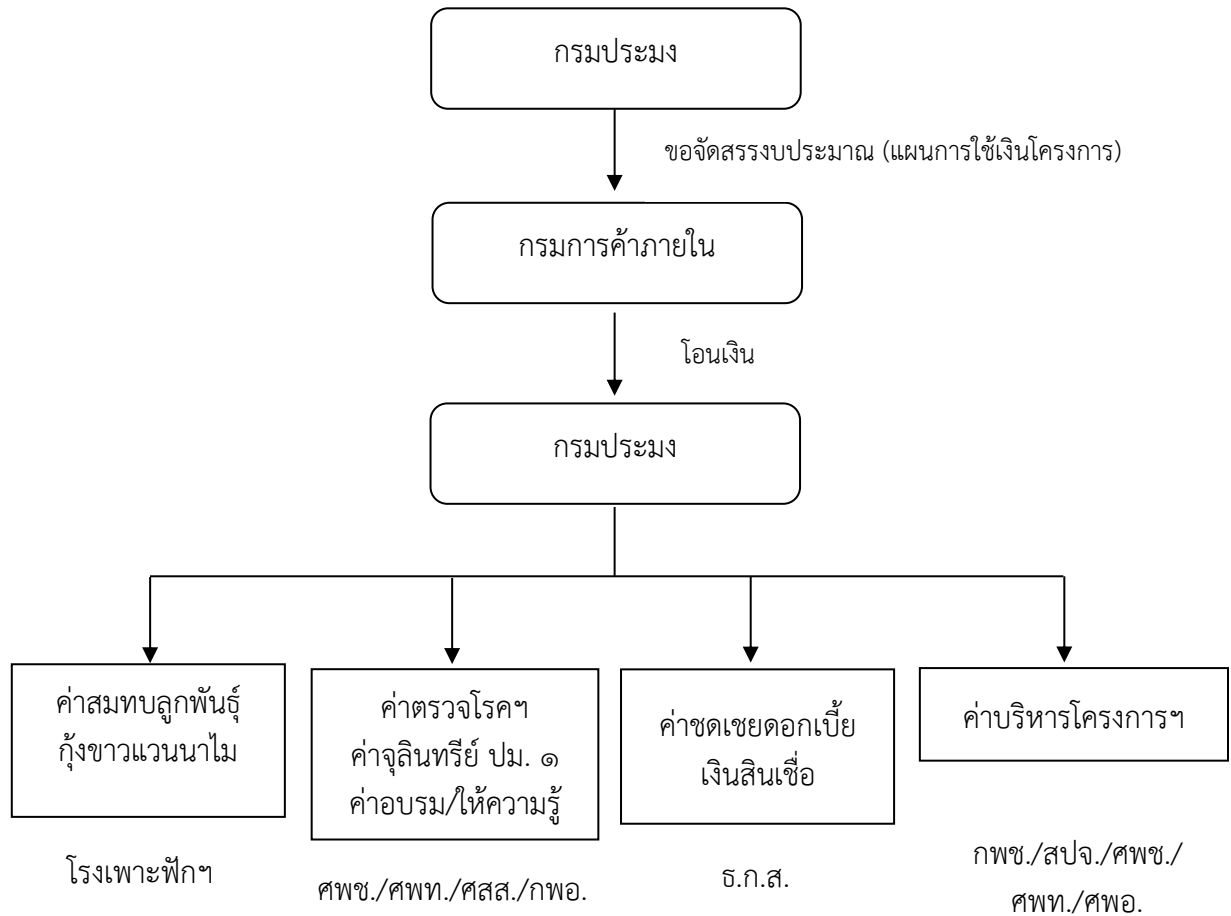 กรมประมง
ขอจัดสรรงบประมาณ (แผนการใช้เงินโครงการ)
กรมการค้าภายใน
โอนเงิน
กรมประมง
ค่าสมทบลูกพันธุ์
กุ้งขาวแวนนาไม
โรงเพาะฟักฯ
ค่าตรวจโรคฯ
ค่าจุลินทรีย์ ปม. ๑
ค่าอบรม/ให้ความรู้
ศพช./ศพท./ศสส./กพอ.
ค่าชดเชยดอกเบี้ย
เงินสินเชื่อ
ธ.ก.ส.
ค่าบริหารโครงการฯ
กพช./สปจ./ศพช./
ศพท./ศพอ.